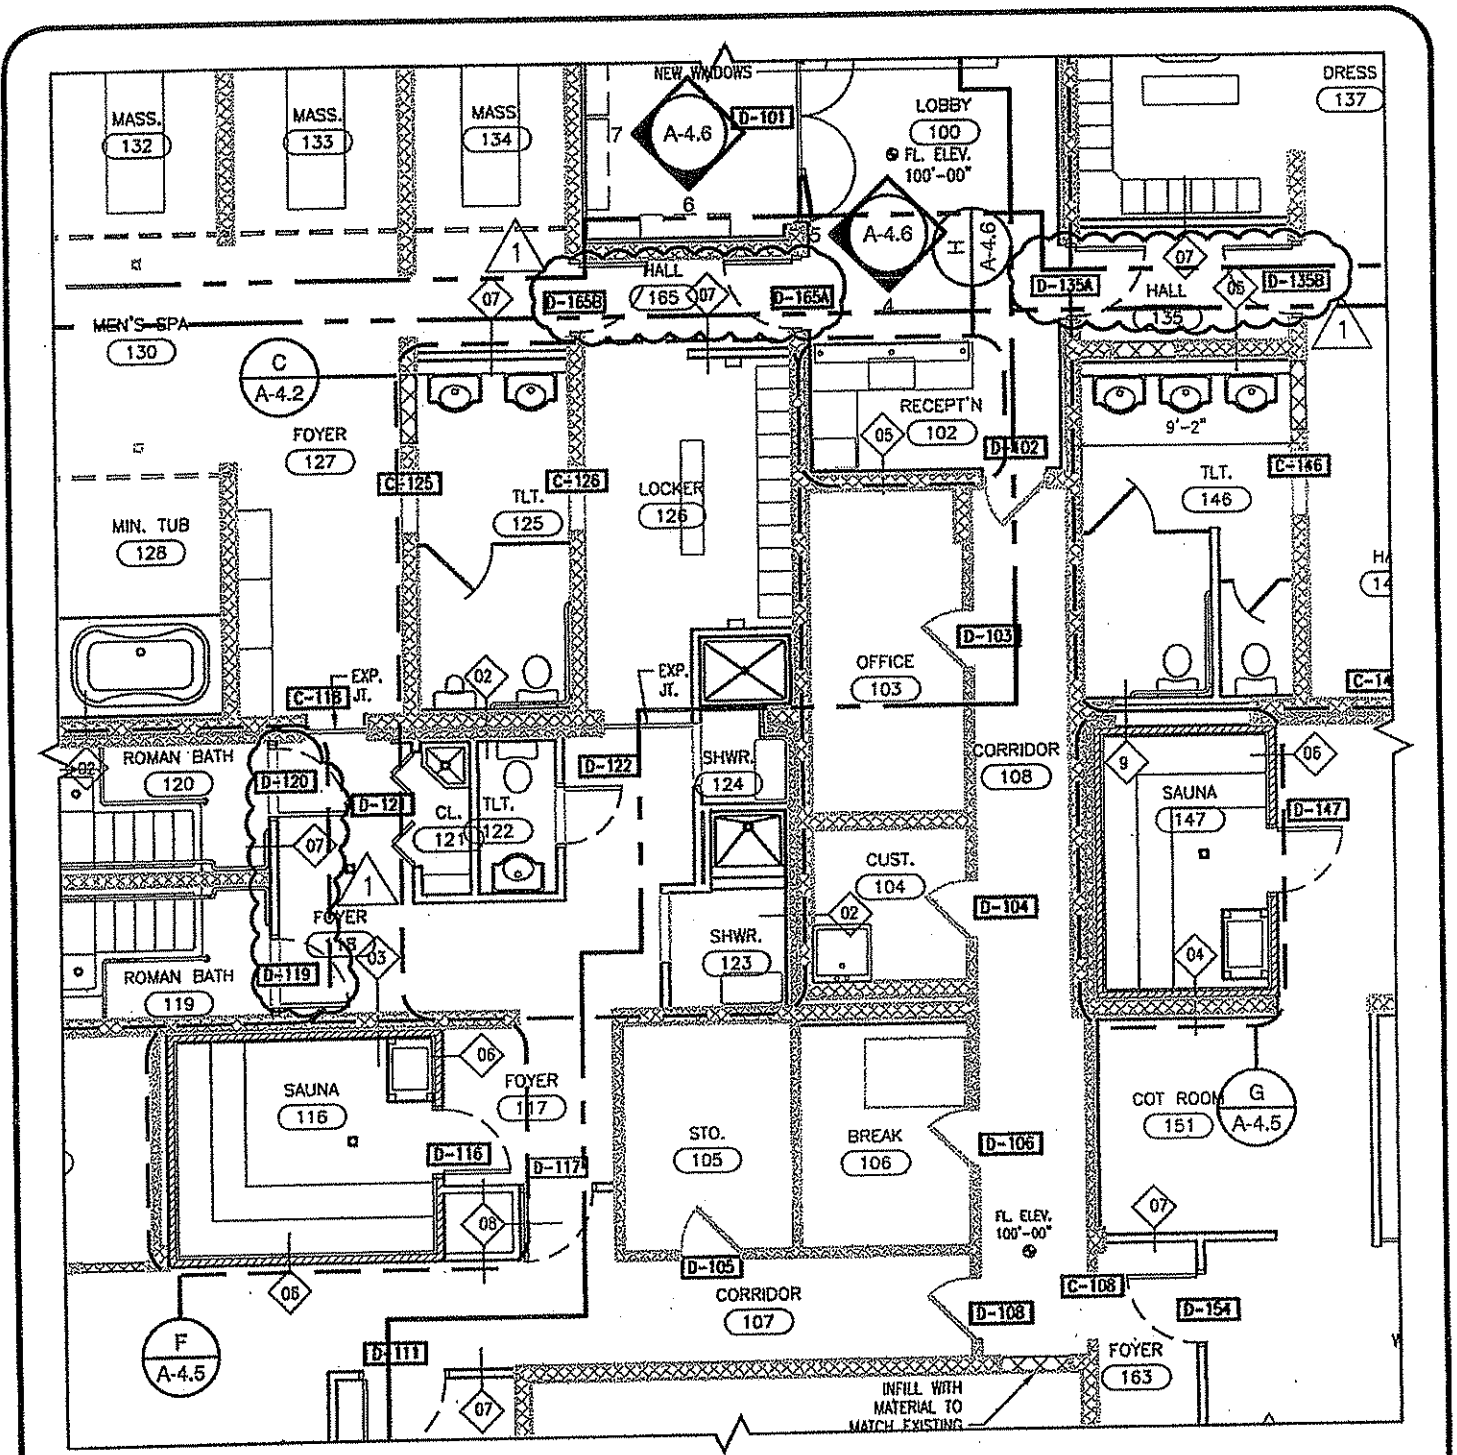 NEW WINDOWS
MASS.
132
MASS.
133
MASS
134
7
A-4.6
6
D-101
LOBBY
100
FL. ELEV.
100'-00"
DRESS
137
5
A-4.6
4
H
A-4.6
1
07
D-165B
HALL
165
07
D-165A
D-135A
07
HALL
135
06
D-135B
1
MEN'S SPA
130
C
A-4.2
FOYER
127
C-125
TLT.
125
C-126
LOCKER
126
RECEPT'N
102
05
D-102
9'-2"
C-146
TLT.
146
MIN. TUB
128
02
EXP.
JT.
C-118
EXP.
JT.
OFFICE
103
D-103
CORRIDOR
108
02
ROMAN BATH
120
D-120
D-121
07
1
CL.
121
TLT.
122
D-122
SHWR.
124
CUST.
104
02
D-104
9
SAUNA
147
06
D-147
04
FOYER
118
03
D-119
ROMAN BATH
119
SHWR.
123
SAUNA
116
06
FOYER
117
D-116
D-117
08
06
STO.
105
BREAK
106
D-106
COT ROOM
151
G
A-4.5
07
FL. ELEV.
100'-00"
D-105
CORRIDOR
107
D-108
C-108
D-154
FOYER
163
F
A-4.5
D-111
07
INFILL WITH
MATERIAL TO
MATCH EXISTING